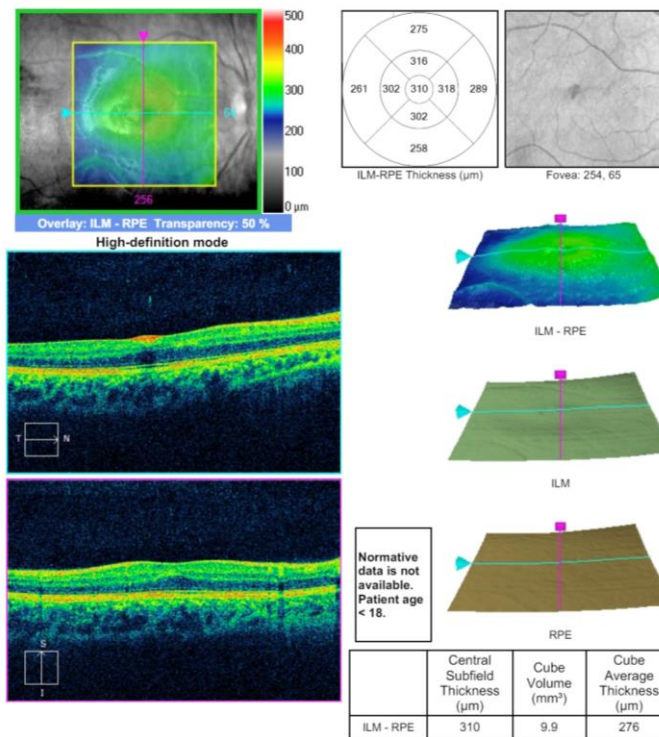 500
400
300
200
100
0 µm
256
Overlay: ILM - RPE Transparency: 50 %
High-definition mode
T N
S
I
275
316
261 302 310 318 289
302
258
ILM-RPE Thickness (µm)
Fovea: 254, 65
ILM - RPE
ILM
RPE
Normative
data is not
available.
Patient age
< 18.
Central
Subfield
Thickness
(µm)
Cube
Volume
(mm³)
Cube
Average
Thickness
(µm)
ILM - RPE 310 9.9 276